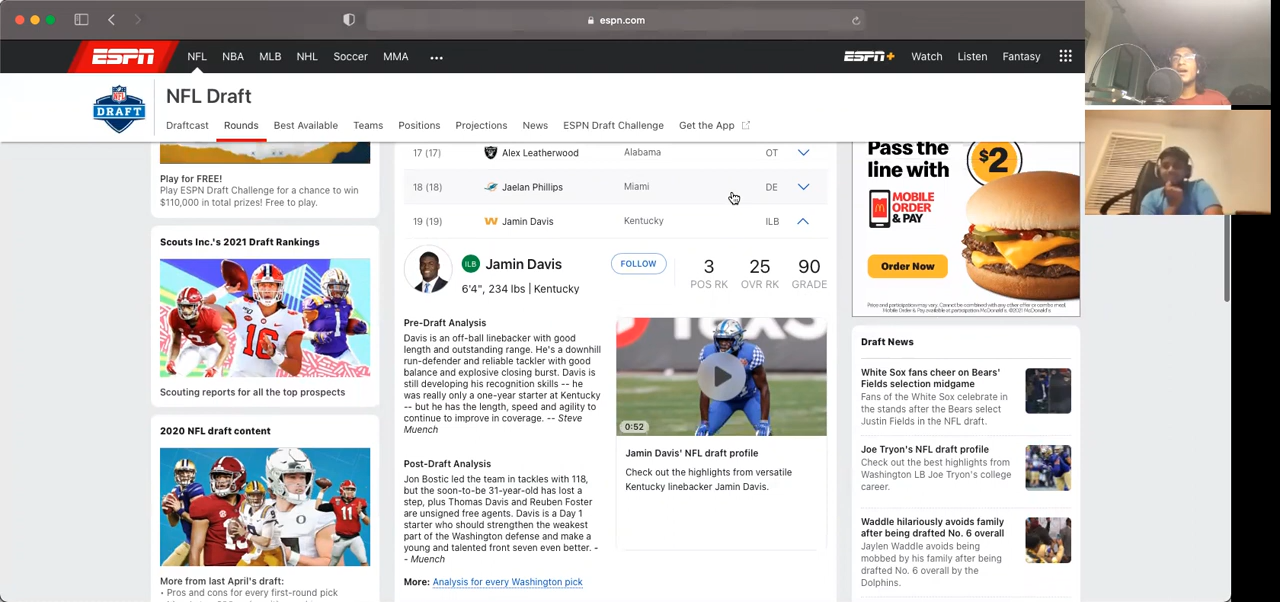 espn.com
ESPN
NFL NBA MLB NHL Soccer MMA ...
ESPN+ Watch Listen Fantasy
NFL
DRAFT
NFL Draft
Draftcast Rounds Best Available Teams Positions Projections News ESPN Draft Challenge Get the App
Play for FREE!
Play ESPN Draft Challenge for a chance to win
$110,000 in total prizes! Free to play.
Scouts Inc.'s 2021 Draft Rankings
16
Scouting reports for all the top prospects
2020 NFL draft content
11
More from last April's draft:
• Pros and cons for every first-round pick
17 (17) Alex Leatherwood Alabama OT
18 (18) Jaelan Phillips Miami DE
19 (19) W Jamin Davis Kentucky ILB
ILB Jamin Davis
6'4", 234 lbs | Kentucky
FOLLOW
3 25 90
POS RK OVR RK GRADE
Pre-Draft Analysis
Davis is an off-ball linebacker with good
length and outstanding range. He's a downhill
run-defender and reliable tackler with good
balance and explosive closing burst. Davis is
still developing his recognition skills -- he
was really only a one-year starter at Kentucky
-- but he has the length, speed and agility to
continue to improve in coverage. -- Steve
Muench
Post-Draft Analysis
Jon Bostic led the team in tackles with 118,
but the soon-to-be 31-year-old has lost a
step, plus Thomas Davis and Reuben Foster
are unsigned free agents. Davis is a Day 1
starter who should strengthen the weakest
part of the Washington defense and make a
young and talented front seven even better. -
- Muench
More: Analysis for every Washington pick
0:52
Jamin Davis' NFL draft profile
Check out the highlights from versatile
Kentucky linebacker Jamin Davis.
Pass the
line with
$2
MOBILE
ORDER
& PAY
Order Now
Draft News
White Sox fans cheer on Bears'
Fields selection midgame
Fans of the White Sox celebrate in
the stands after the Bears select
Justin Fields in the NFL draft.
Joe Tryon's NFL draft profile
Check out the best highlights from
Washington LB Joe Tryon's college
career.
Waddle hilariously avoids family
after being drafted No. 6 overall
Jaylen Waddle avoids being
mobbed by his family after being
drafted No. 6 overall by the
Dolphins.